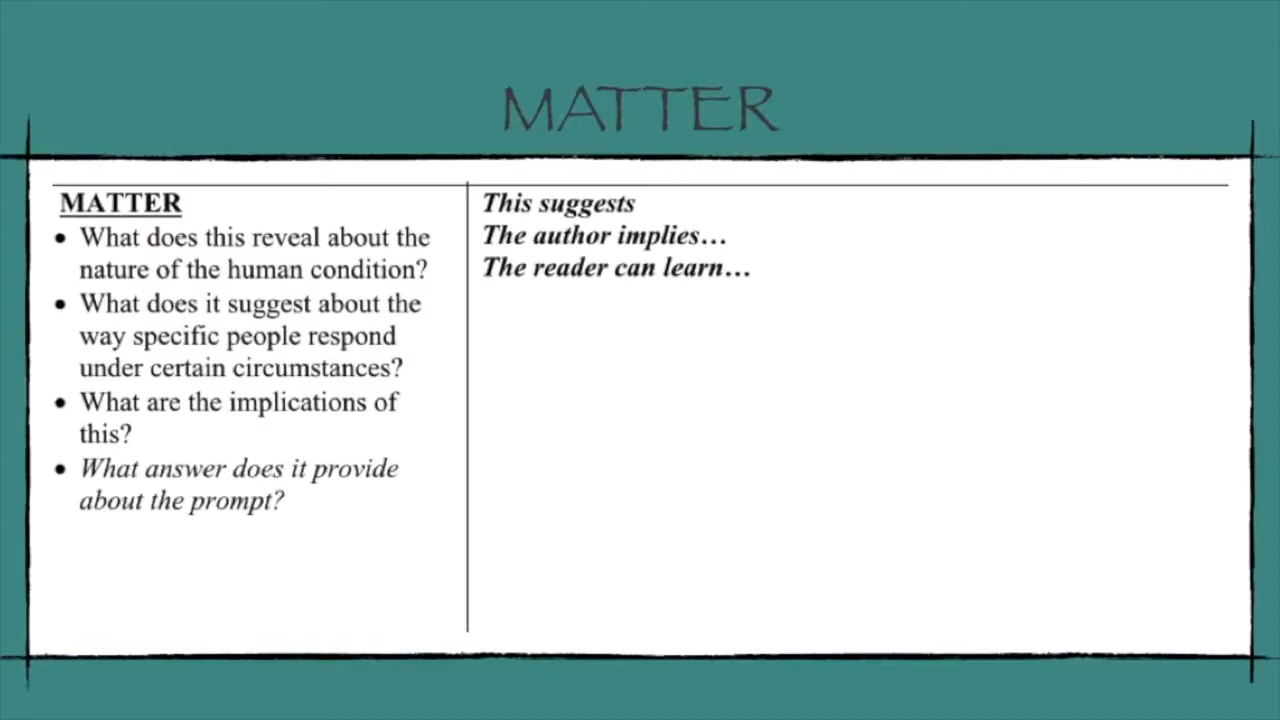 MATTER
MATTER
• What does this reveal about the
nature of the human condition?
• What does it suggest about the
way specific people respond
under certain circumstances?
• What are the implications of
this?
• What answer does it provide
about the prompt?
This suggests
The author implies…
The reader can learn…